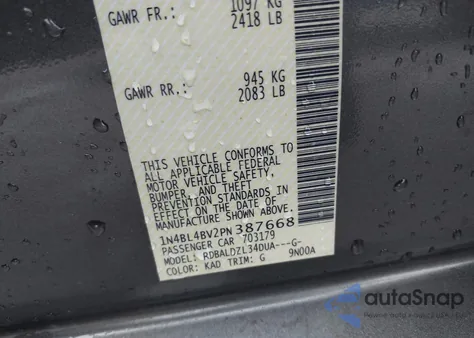 GAWR FR.: 1097 KG
2418 LB
GAWR RR.: 945 KG
2083 LB
THIS VEHICLE CONFORMS TO
ALL APPLICABLE FEDERAL
MOTOR VEHICLE SAFETY,
BUMPER, AND THEFT
PREVENTION STANDARDS IN
EFFECT ON THE DATE OF
MANUFACTURE SHOWN ABOVE.
1N4BL4BV2PN387668
PASSENGER CAR 703179
MODEL: RDBALDZL34DUA---G-
COLOR: KAD TRIM: G 9N00A
autoSnap